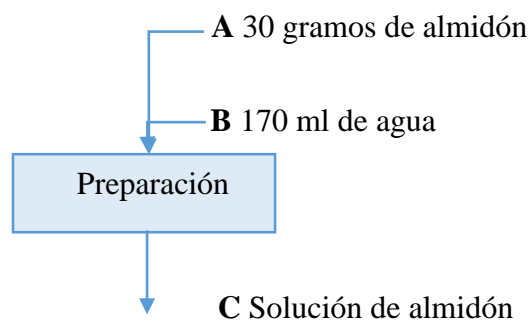 A 30 gramos de almidón
B 170 ml de agua
Preparación
C Solución de almidón